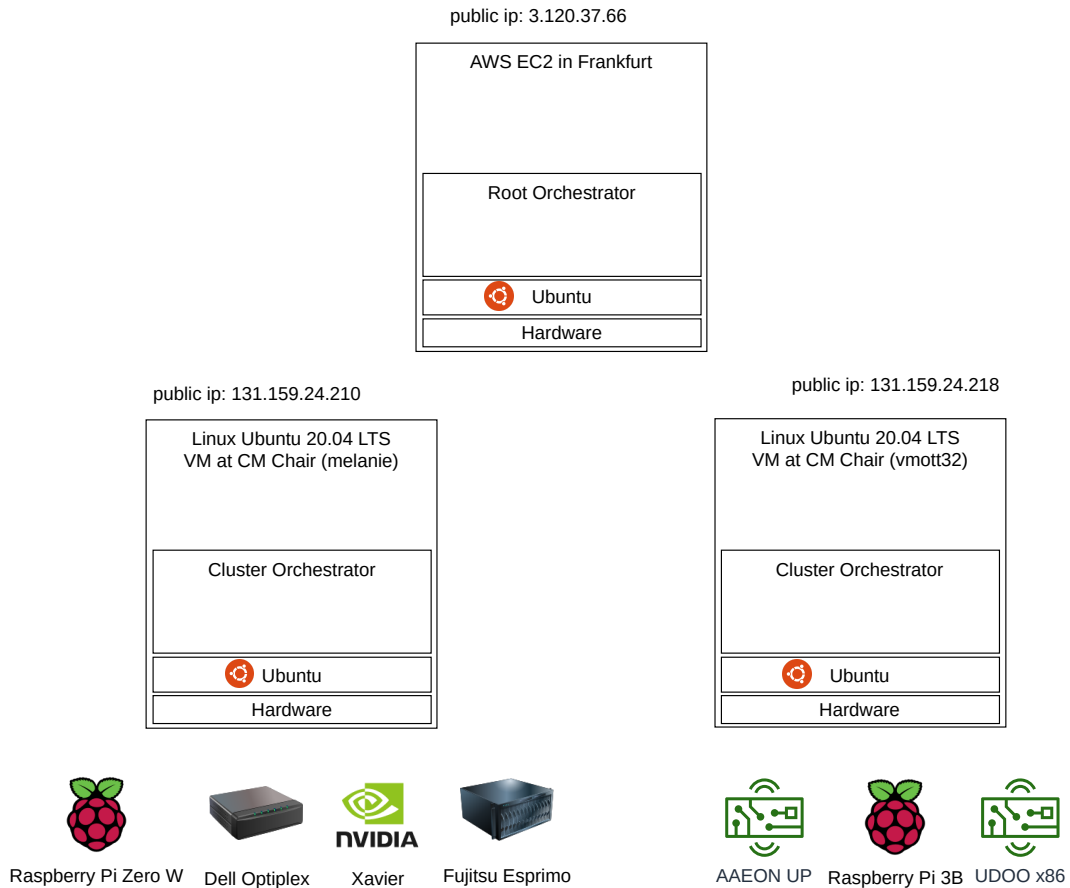 public ip: 3.120.37.66
AWS EC2 in Frankfurt
Root Orchestrator
Ubuntu
Hardware
public ip: 131.159.24.210
Linux Ubuntu 20.04 LTS
VM at CM Chair (melanie)
Cluster Orchestrator
Ubuntu
Hardware
public ip: 131.159.24.218
Linux Ubuntu 20.04 LTS
VM at CM Chair (vmott32)
Cluster Orchestrator
Ubuntu
Hardware
Raspberry Pi Zero W
Dell Optiplex
NVIDIA
Xavier
Fujitsu Esprimo
AAEON UP
Raspberry Pi 3B
UDOO x86